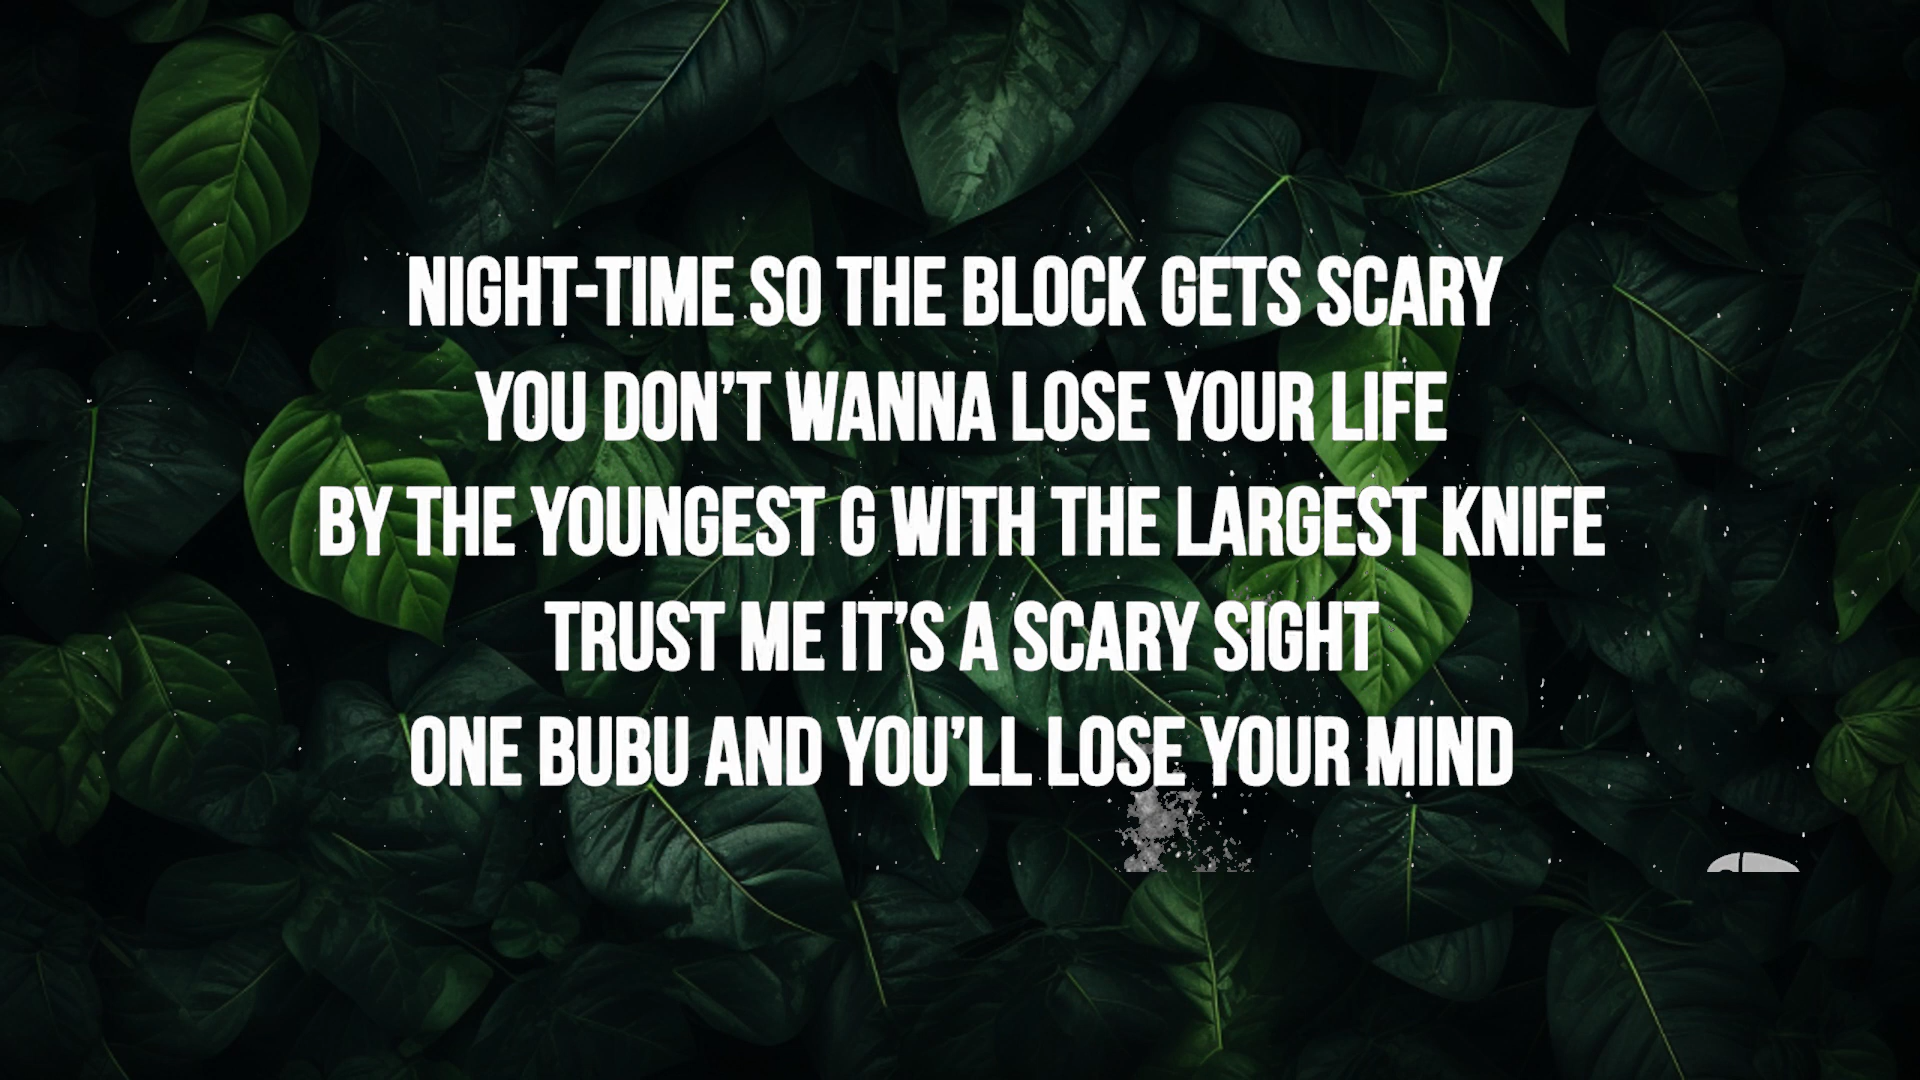 NIGHT-TIME SO THE BLOCK GETS SCARY
YOU DON'T WANNA LOSE YOUR LIFE
BY THE YOUNGEST G WITH THE LARGEST KNIFE
TRUST ME IT'S A SCARY SIGHT
ONE BUBU AND YOU'LL LOSE YOUR MIND